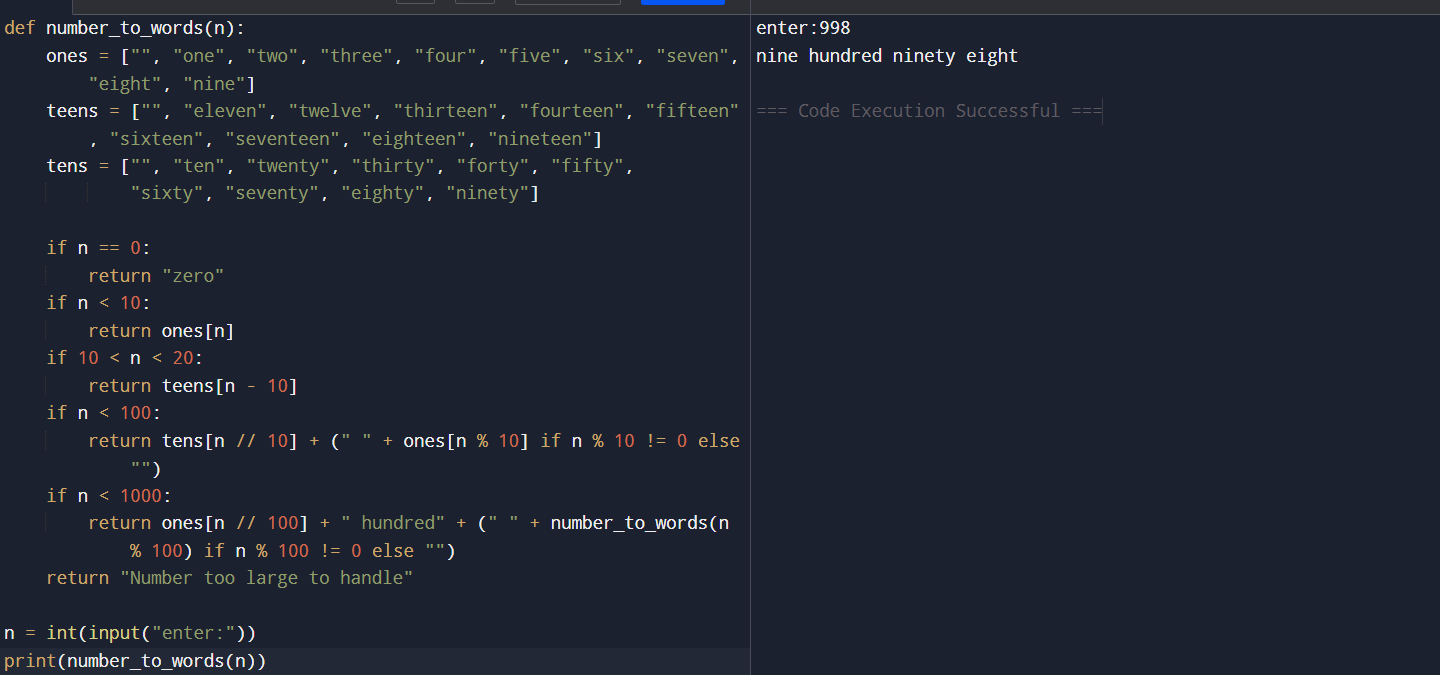 def number_to_words(n):
    ones = ["", "one", "two", "three", "four", "five", "six", "seven",
        "eight", "nine"]
    teens = ["", "eleven", "twelve", "thirteen", "fourteen", "fifteen"
        , "sixteen", "seventeen", "eighteen", "nineteen"]
    tens = ["", "ten", "twenty", "thirty", "forty", "fifty",
            "sixty", "seventy", "eighty", "ninety"]

    if n == 0:
        return "zero"
    if n < 10:
        return ones[n]
    if 10 < n < 20:
        return teens[n - 10]
    if n < 100:
        return tens[n // 10] + (" " + ones[n % 10] if n % 10 != 0 else
            "")
    if n < 1000:
        return ones[n // 100] + " hundred" + (" " + number_to_words(n
            % 100) if n % 100 != 0 else "")
    return "Number too large to handle"

n = int(input("enter:"))
print(number_to_words(n))
enter:998
nine hundred ninety eight

=== Code Execution Successful ===